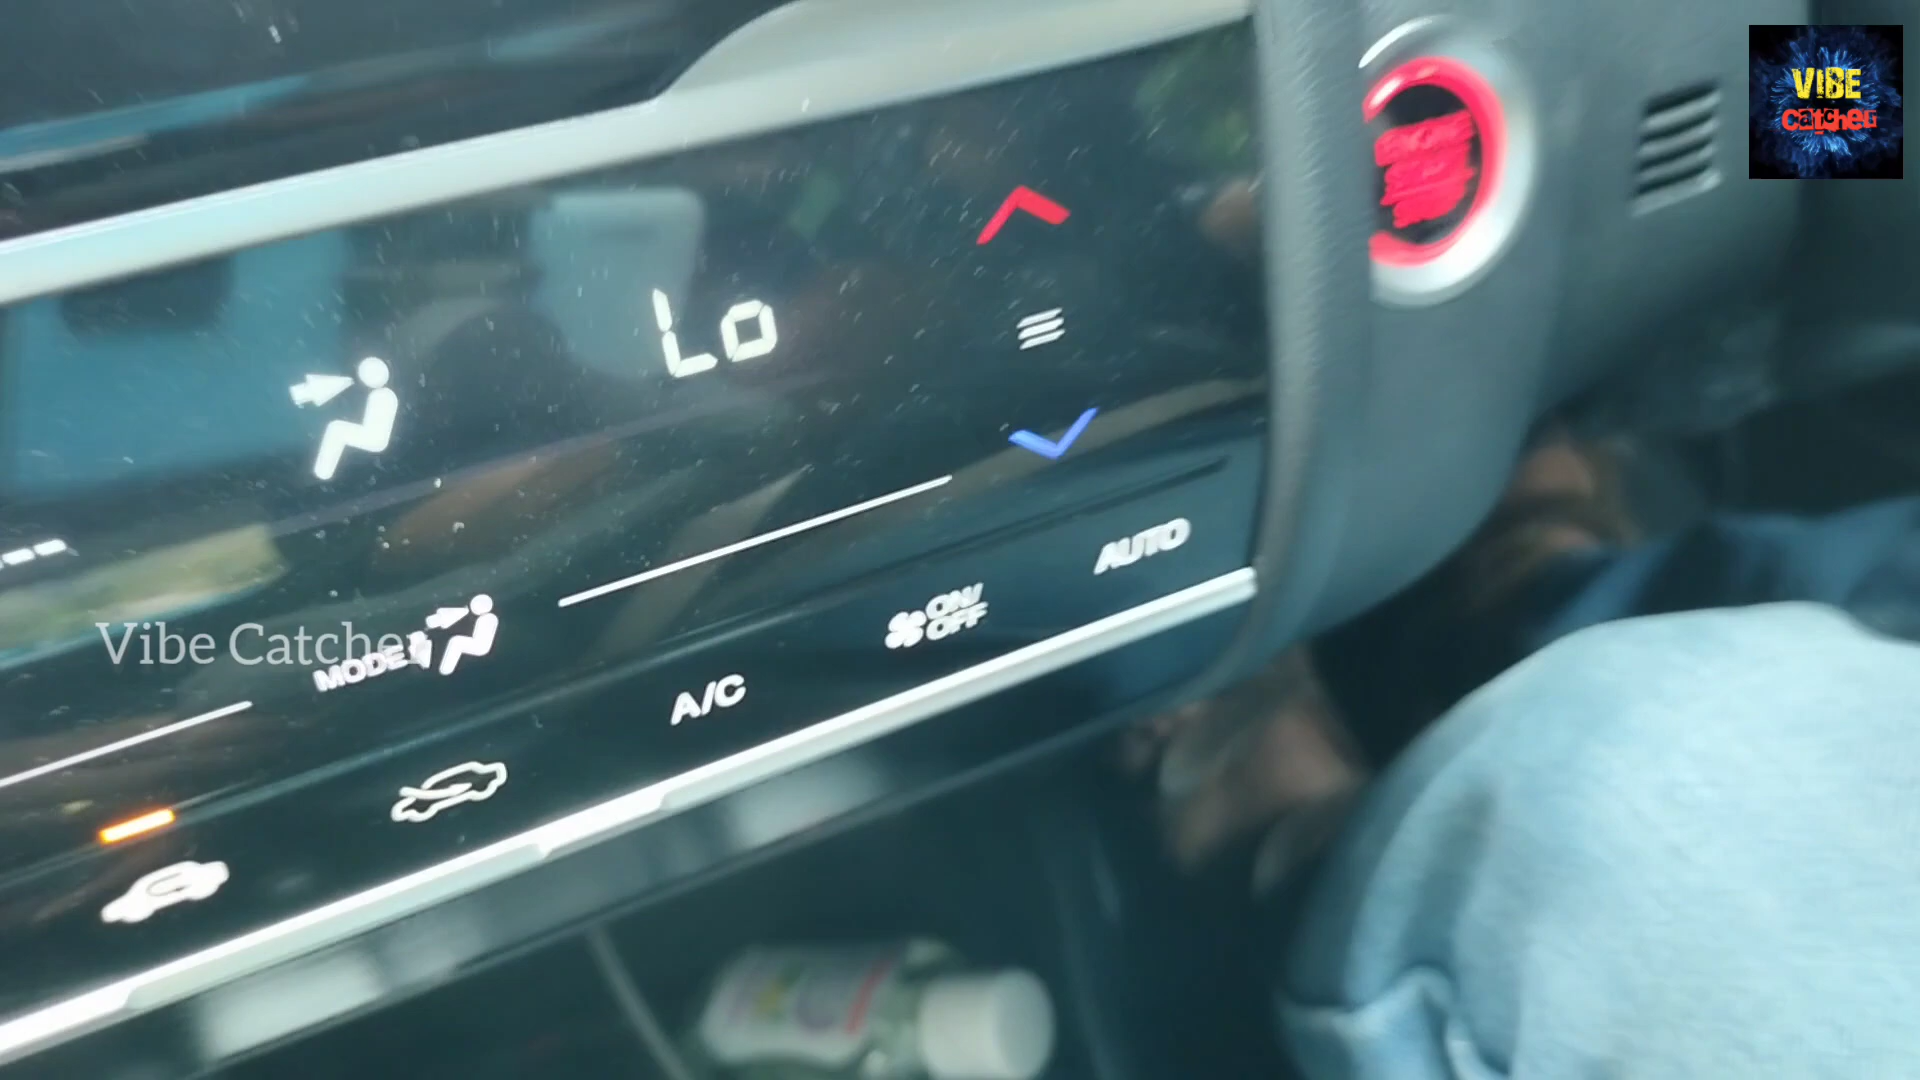 VIBE
Catcher
Lo
AUTO
ON/
OFF
Vibe Catcher
MODE
A/C